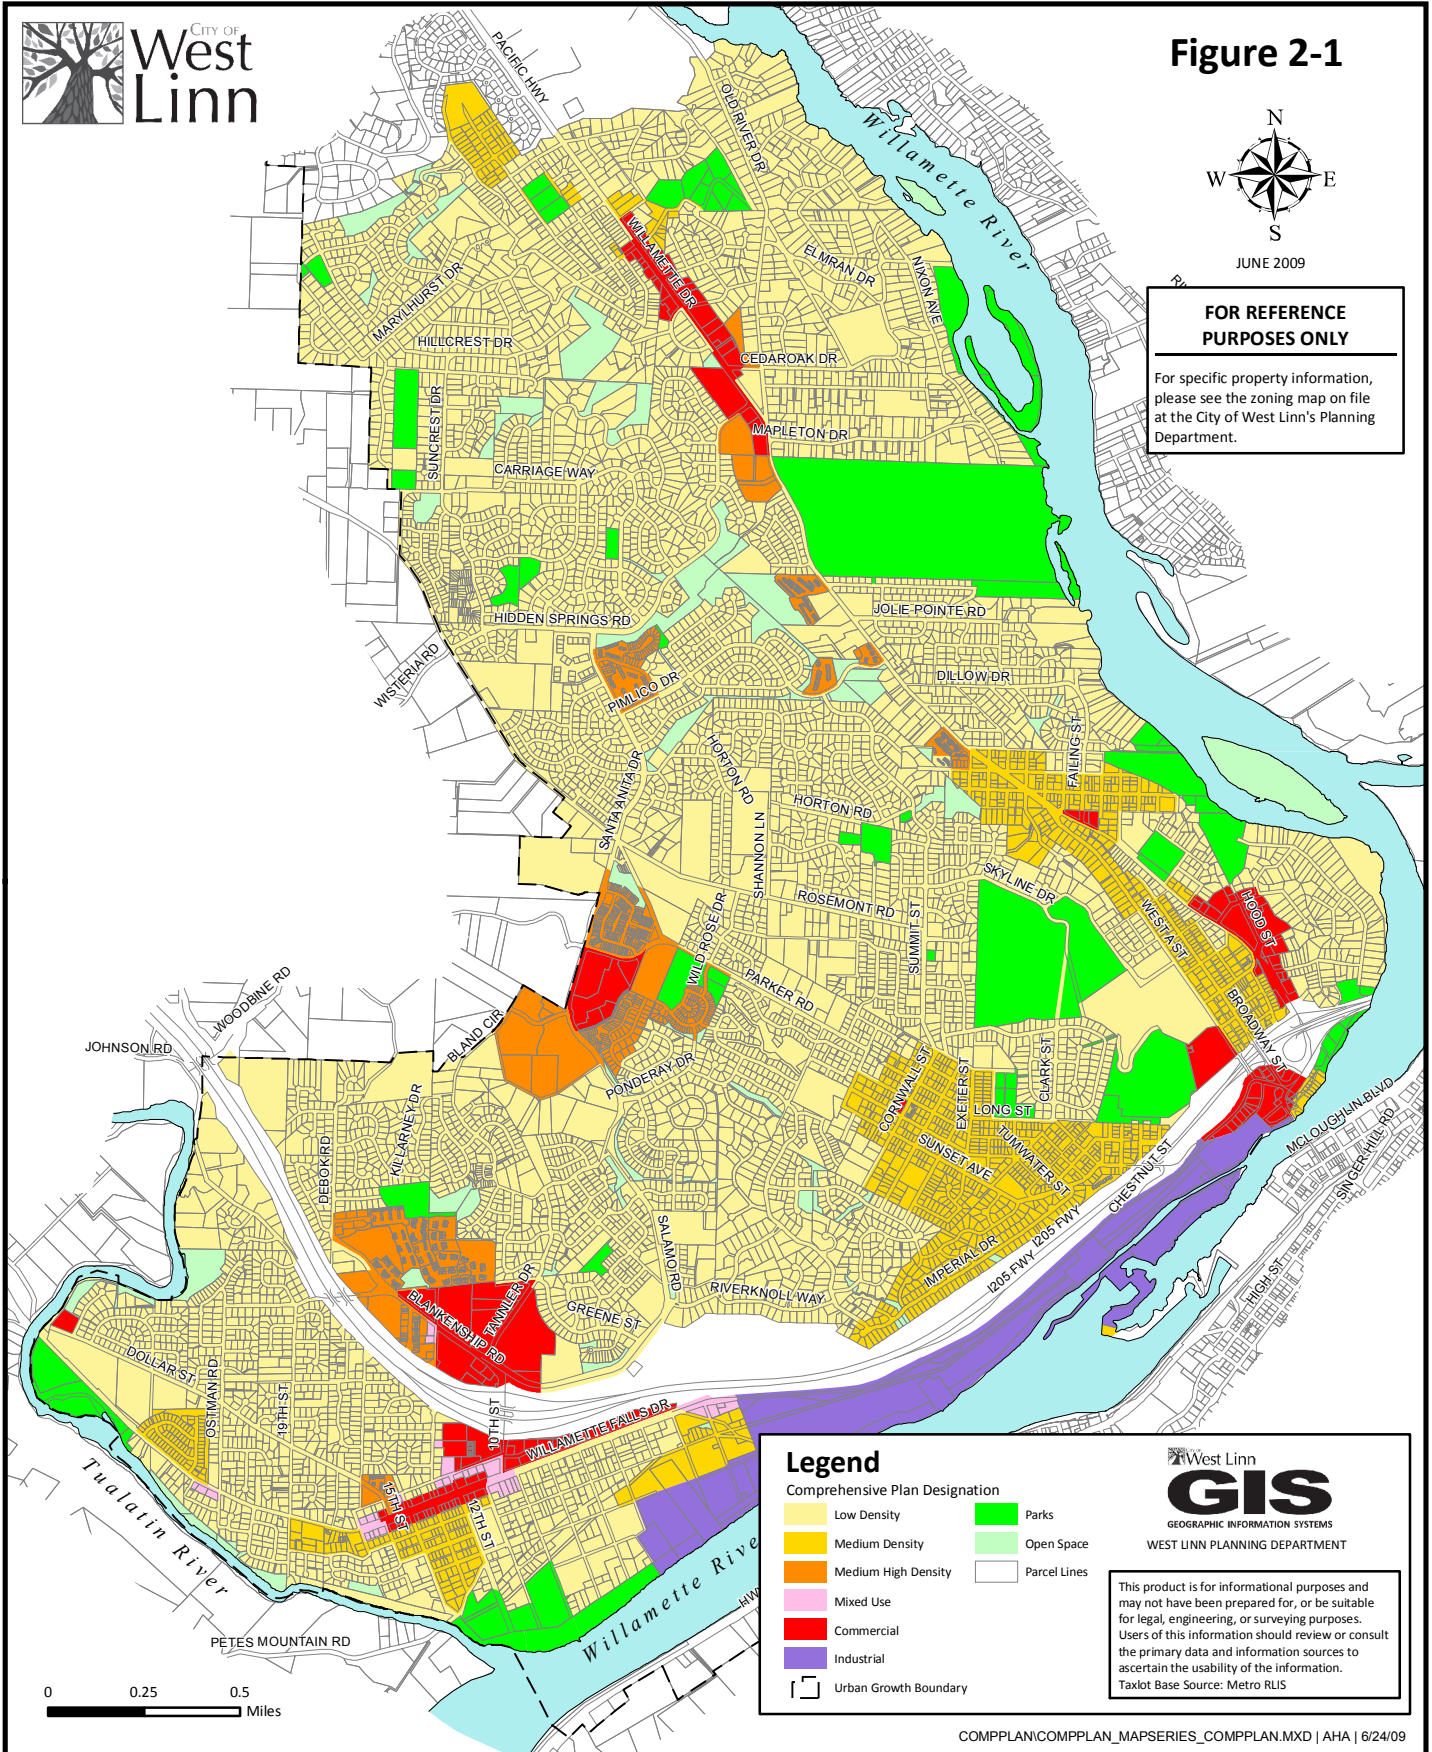 CITY OF
West
Linn
Figure 2-1
N
W E
S
JUNE 2009
FOR REFERENCE
PURPOSES ONLY
For specific property information,
please see the zoning map on file
at the City of West Linn's Planning
Department.
PACIFIC HWY
OLD RIVER DR
Willamette River
WILLAMETTE DR
ELMRAN DR
NIXON AVE
MARYLHURST DR
HILLCREST DR
CEDAROAK DR
SUNCREST DR
MAPLETON DR
CARRIAGE WAY
HIDDEN SPRINGS RD
JOLIE POINTE RD
WISTERIA RD
PIMLICO DR
DILLOW DR
FAILING ST
SANTA ANITA DR
HORTON RD
HORTON RD
SHANNON LN
SKYLINE DR
ROSEMONT RD
SUMMIT ST
WEST A ST
HOOD ST
WILD ROSE DR
PARKER RD
BROADWAY ST
WOODBINE RD
JOHNSON RD
BLAND CIR
PONDERAY DR
CORNWALL ST
EXETER ST
CLARK ST
LONG ST
MCLOUGHLIN BLVD
SINGER HILL RD
DEBOK RD
KILLARNEY DR
SUNSET AVE
TUMWATER ST
CHESTNUT ST
SALAMO RD
IMPERIAL DR
I205 FWY
I205 FWY
HIGH ST
RIVERKNOLL WAY
GREENE ST
TANNLER DR
BLANKENSHIP RD
DOLLAR ST
OSTMAN RD
19TH ST
10TH ST
WILLAMETTE FALLS DR
15TH ST
12TH ST
Tualatin River
PETES MOUNTAIN RD
Willamette Rive
HW
0 0.25 0.5
Miles
Legend
Comprehensive Plan Designation
Low Density
Medium Density
Medium High Density
Mixed Use
Commercial
Industrial
Urban Growth Boundary
Parks
Open Space
Parcel Lines
West Linn
GIS
GEOGRAPHIC INFORMATION SYSTEMS
WEST LINN PLANNING DEPARTMENT
This product is for informational purposes and
may not have been prepared for, or be suitable
for legal, engineering, or surveying purposes.
Users of this information should review or consult
the primary data and information sources to
ascertain the usability of the information.
Taxlot Base Source: Metro RLIS
COMPPLAN\COMPPLAN_MAPSERIES_COMPPLAN.MXD | AHA | 6/24/09